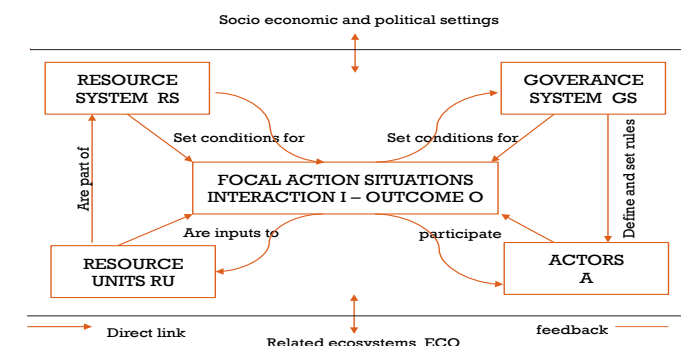 Socio economic and political settings
RESOURCE
SYSTEM RS
GOVERANCE
SYSTEM GS
Set conditions for
Set conditions for
Are part of
Define and set rules
FOCAL ACTION SITUATIONS
INTERACTION I – OUTCOME O
Are inputs to
participate
RESOURCE
UNITS RU
ACTORS
A
Direct link
feedback
Related ecosystems ECO